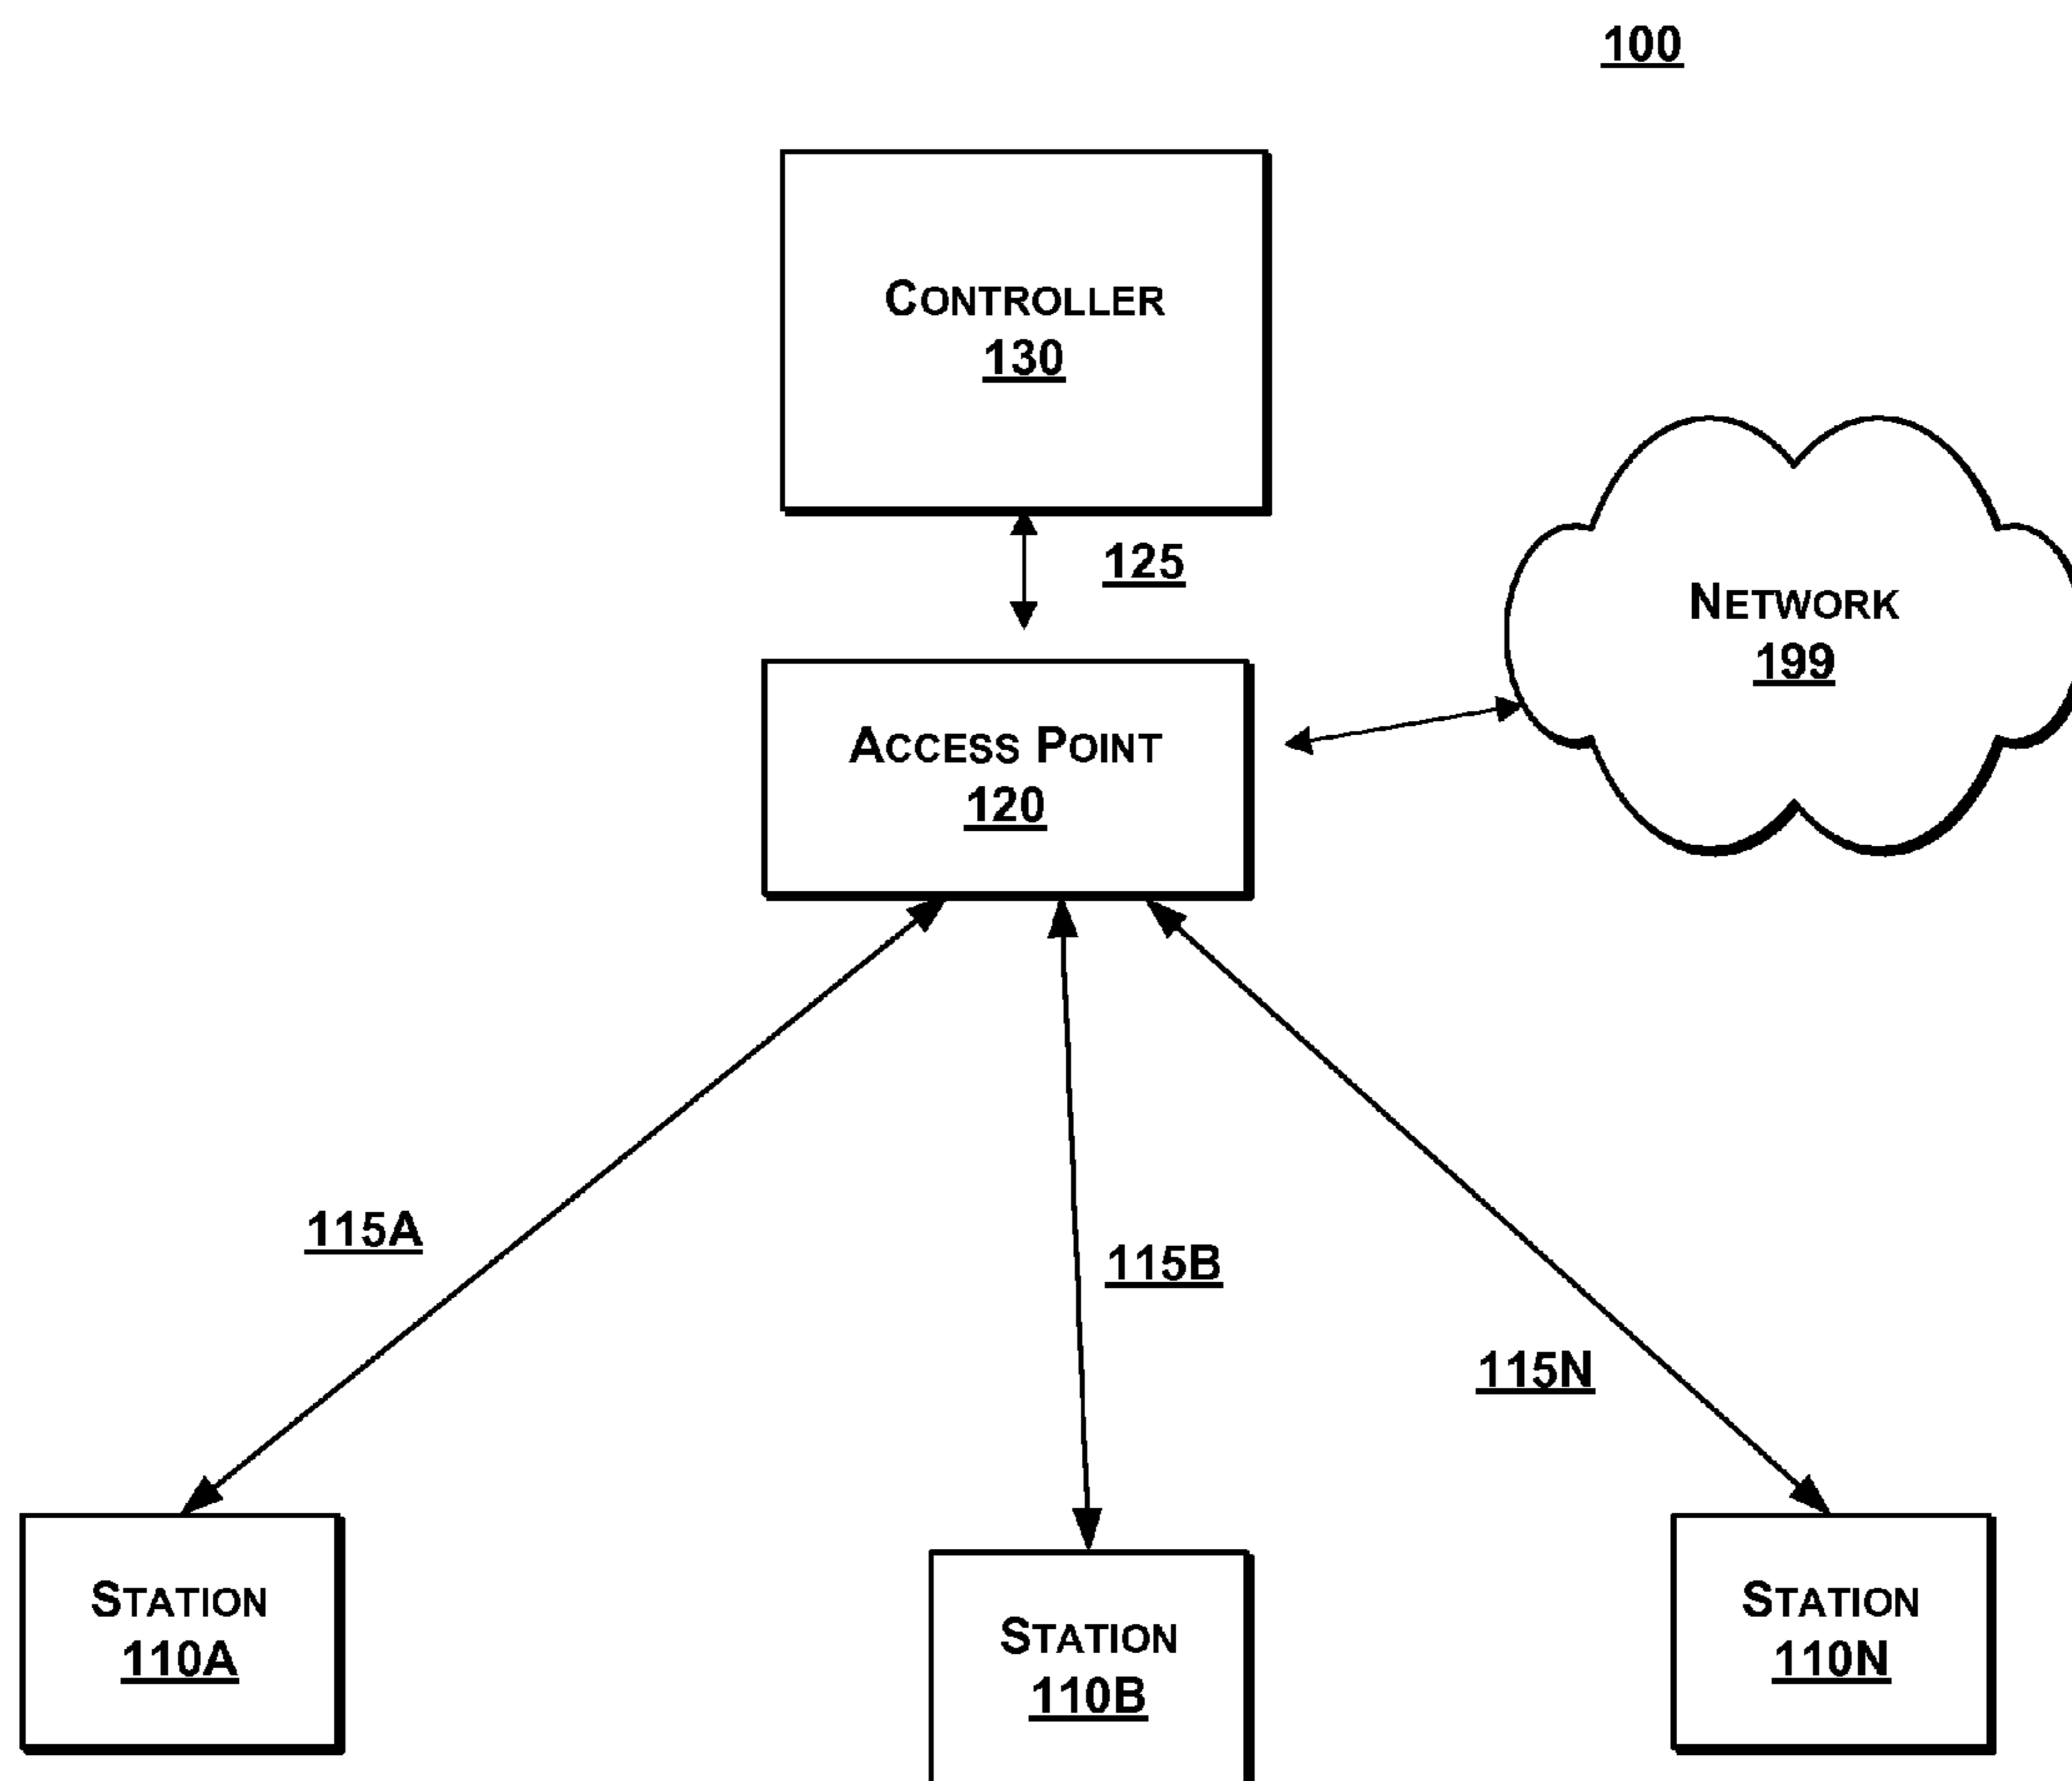 100
CONTROLLER
130
125
NETWORK
199
ACCESS POINT
120
115A
115B
115N
STATION
110A
STATION
110B
STATION
110N